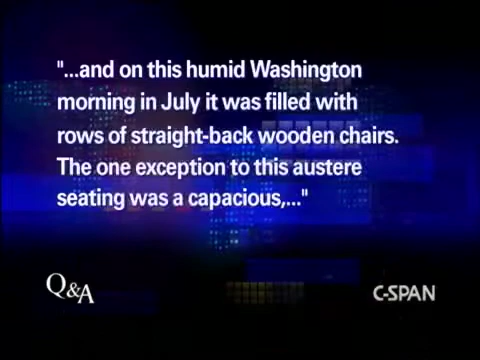 "...and on this humid Washington
morning in July it was filled with
rows of straight-back wooden chairs.
The one exception to this austere
seating was a capacious,..."
Q&A
C-SPAN